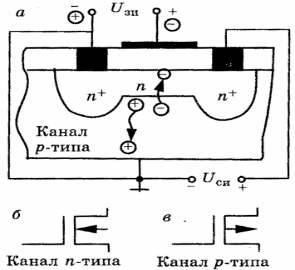 а
Uзи
n
n+
n+
Канал
p-типа
Uси
б
в
Канал n-типа
Канал p-типа